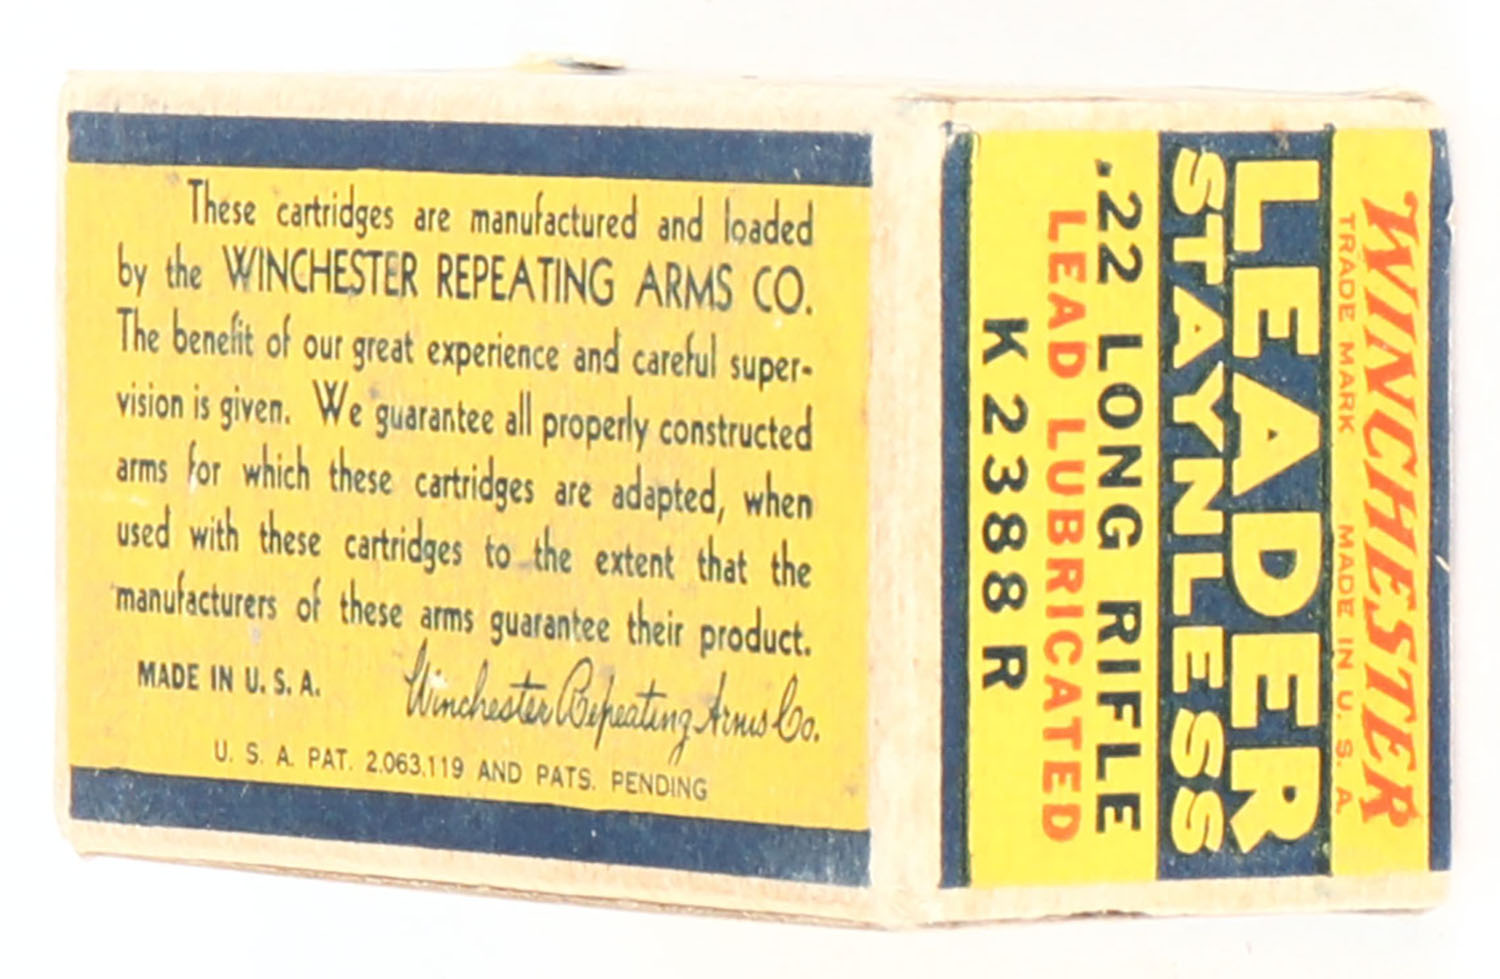 These cartridges are manufactured and loaded
by the WINCHESTER REPEATING ARMS CO.
The benefit of our great experience and careful super-
vision is given. We guarantee all properly constructed
arms for which these cartridges are adapted, when
used with these cartridges to the extent that the
manufacturers of these arms guarantee their product.
MADE IN U. S. A.
Winchester Repeating Arms Co.
U. S. A. PAT. 2.063.119 AND PATS. PENDING
WINCHESTER
TRADE MARK MADE IN U. S. A.
LEADER
STAYNLESS
.22 LONG RIFLE
LEAD LUBRICATED
K2388R